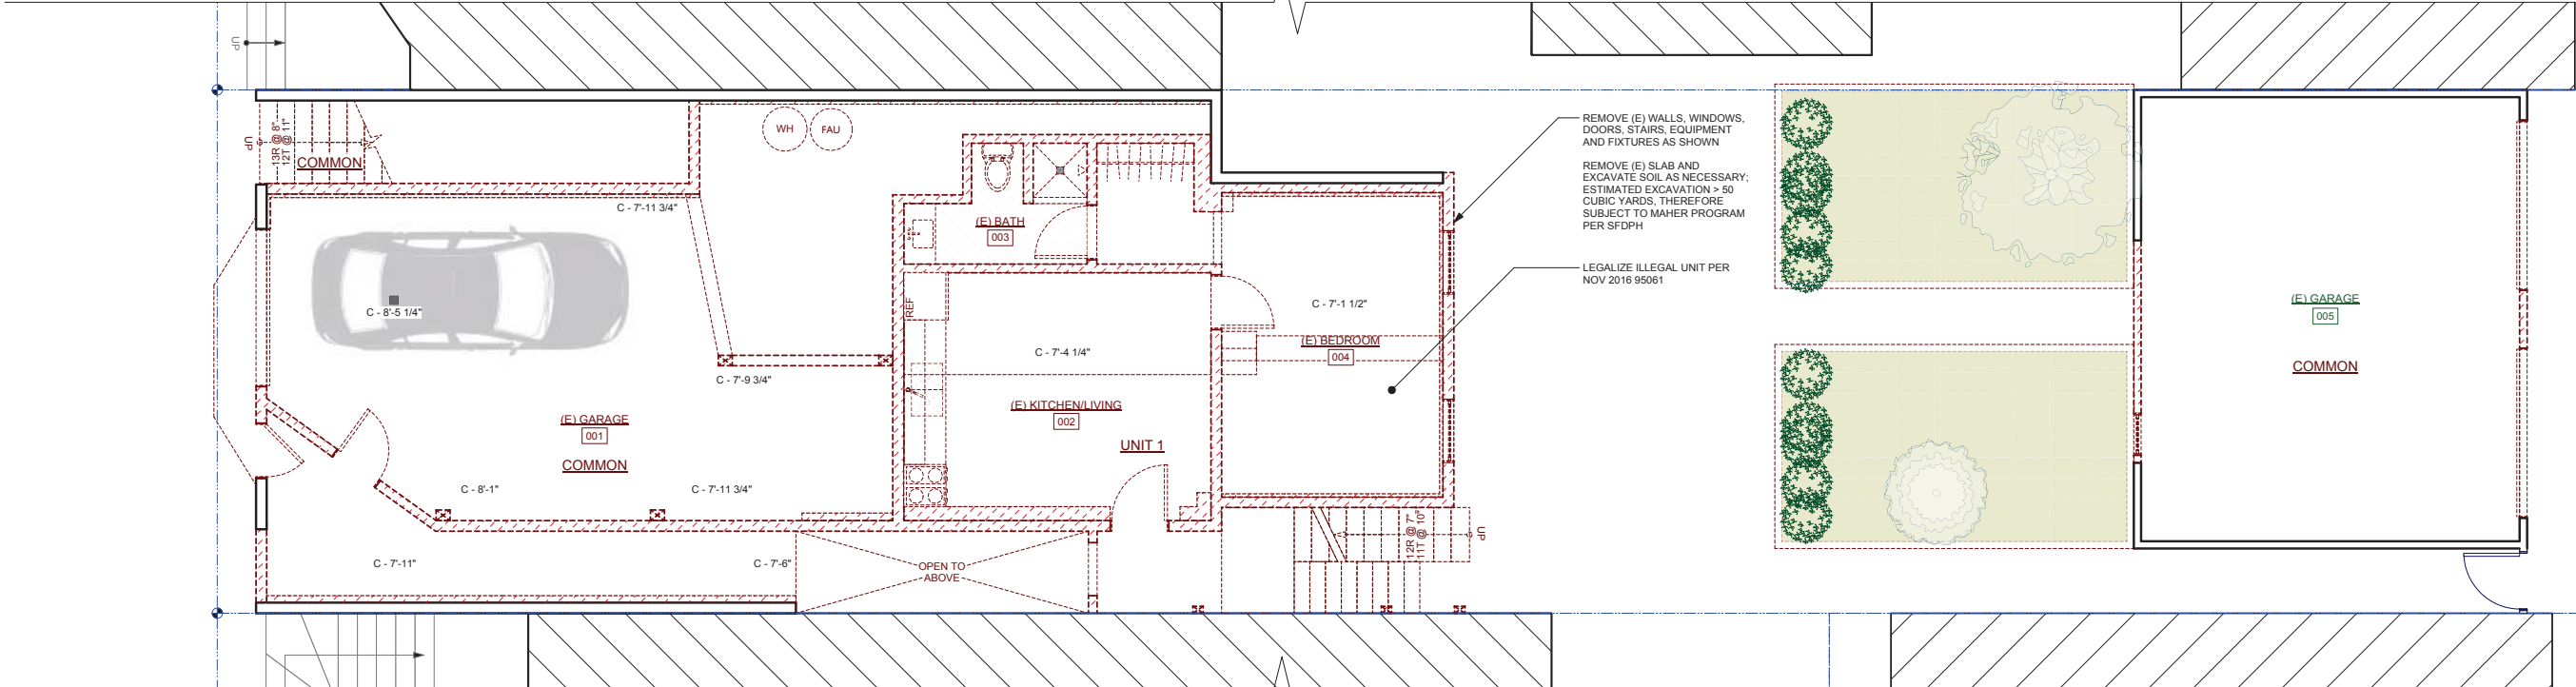 UP
UP
13R @ 8"
12T @ 11"
COMMON
WH
FAU
C - 7'-11 3/4"
(E) BATH
003
REMOVE (E) WALLS, WINDOWS,
DOORS, STAIRS, EQUIPMENT
AND FIXTURES AS SHOWN
REMOVE (E) SLAB AND
EXCAVATE SOIL AS NECESSARY;
ESTIMATED EXCAVATION > 50
CUBIC YARDS, THEREFORE
SUBJECT TO MAHER PROGRAM
PER SFDPH
LEGALIZE ILLEGAL UNIT PER
NOV 2016 95061
C - 8'-5 1/4"
REF
C - 7'-1 1/2"
(E) BEDROOM
004
C - 7'-4 1/4"
C - 7'-9 3/4"
(E) GARAGE
001
COMMON
(E) KITCHEN/LIVING
002
UNIT 1
(E) GARAGE
005
COMMON
C - 8'-1"
C - 7'-11 3/4"
C - 7'-11"
C - 7'-6"
OPEN TO
ABOVE
12R @ 7"
11T @ 10"
UP